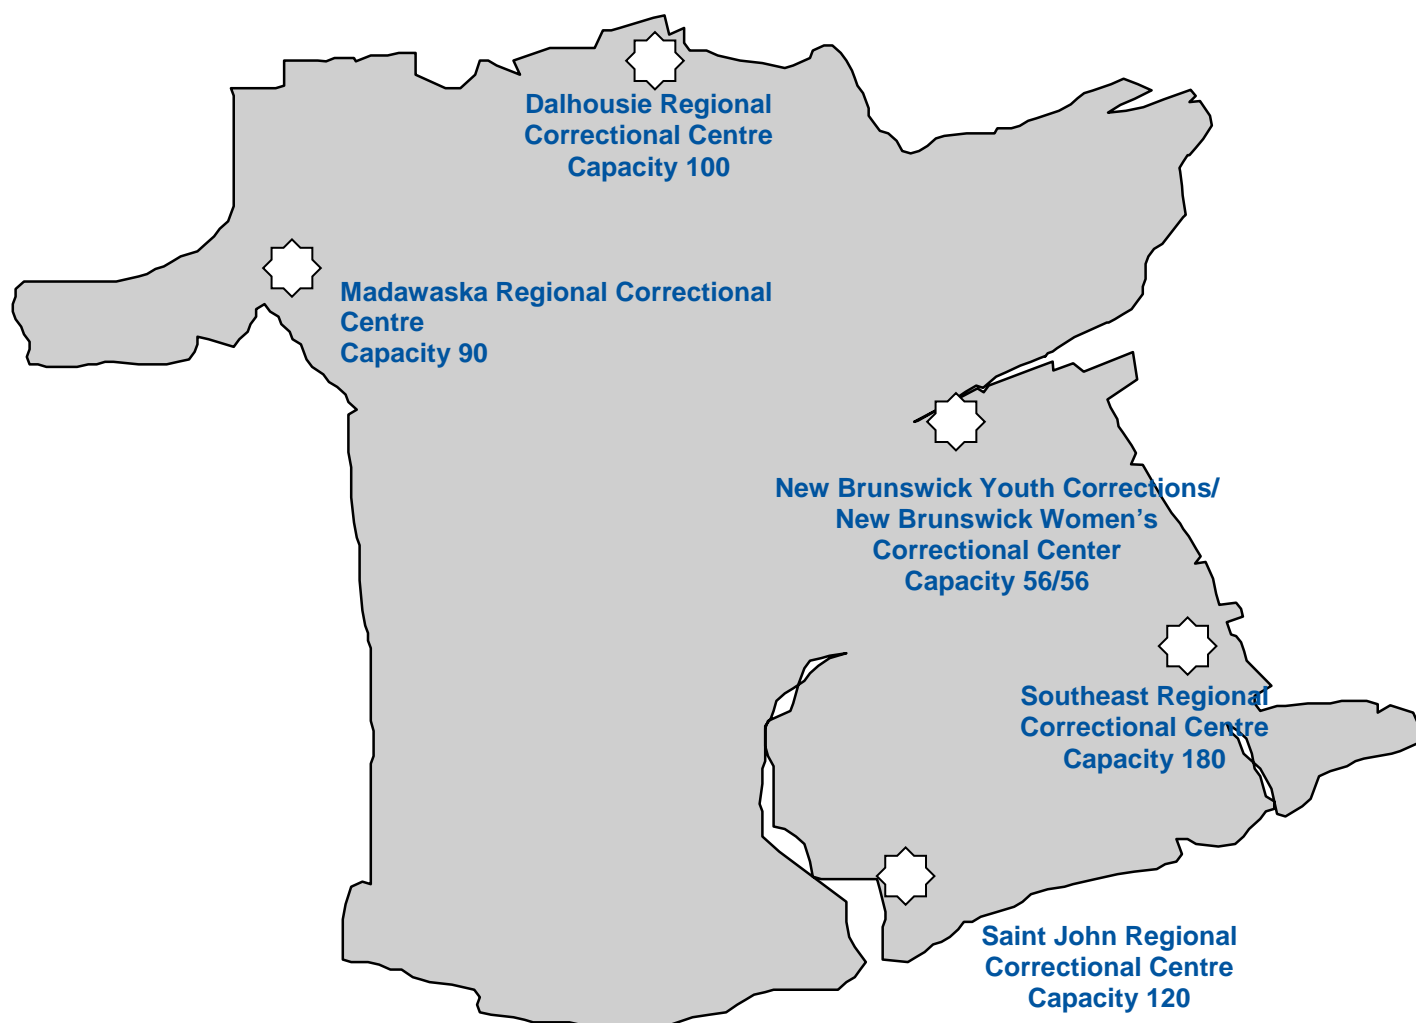 Dalhousie Regional
Correctional Centre
Capacity 100
Madawaska Regional Correctional
Centre
Capacity 90
New Brunswick Youth Corrections/
New Brunswick Women’s
Correctional Center
Capacity 56/56
Southeast Regional
Correctional Centre
Capacity 180
Saint John Regional
Correctional Centre
Capacity 120